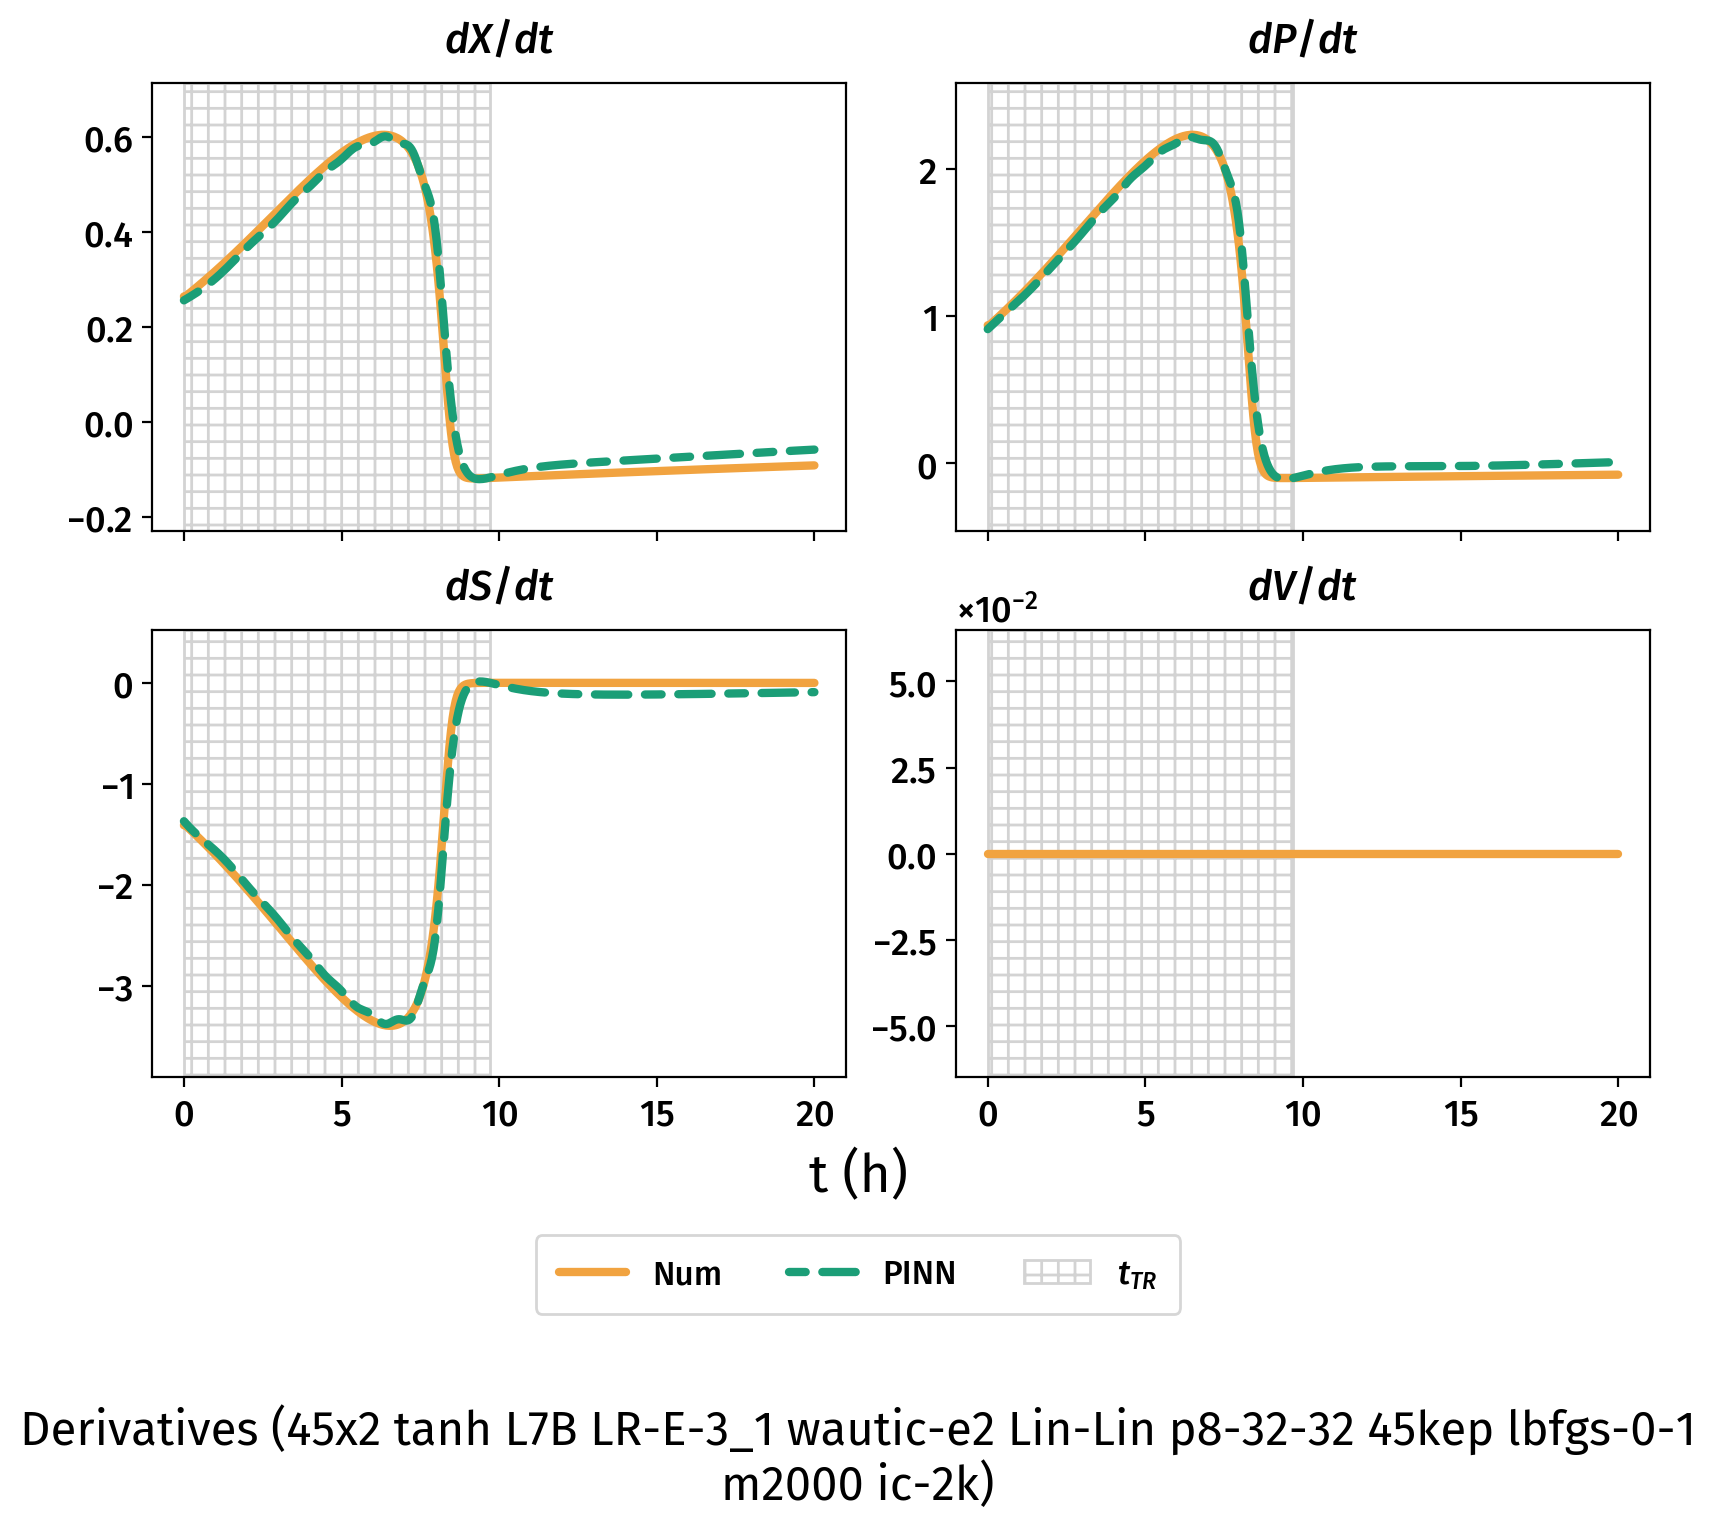 dX/dt
dP/dt
0.6
0.4
0.2
0.0
−0.2
2
1
0
dS/dt
dV/dt
×10⁻²
0
−1
−2
−3
5.0
2.5
0.0
−2.5
−5.0
0 5 10 15 20
0 5 10 15 20
t (h)
Num PINN t_TR
Derivatives (45x2 tanh L7B LR-E-3_1 wautic-e2 Lin-Lin p8-32-32 45kep lbfgs-0-1
m2000 ic-2k)